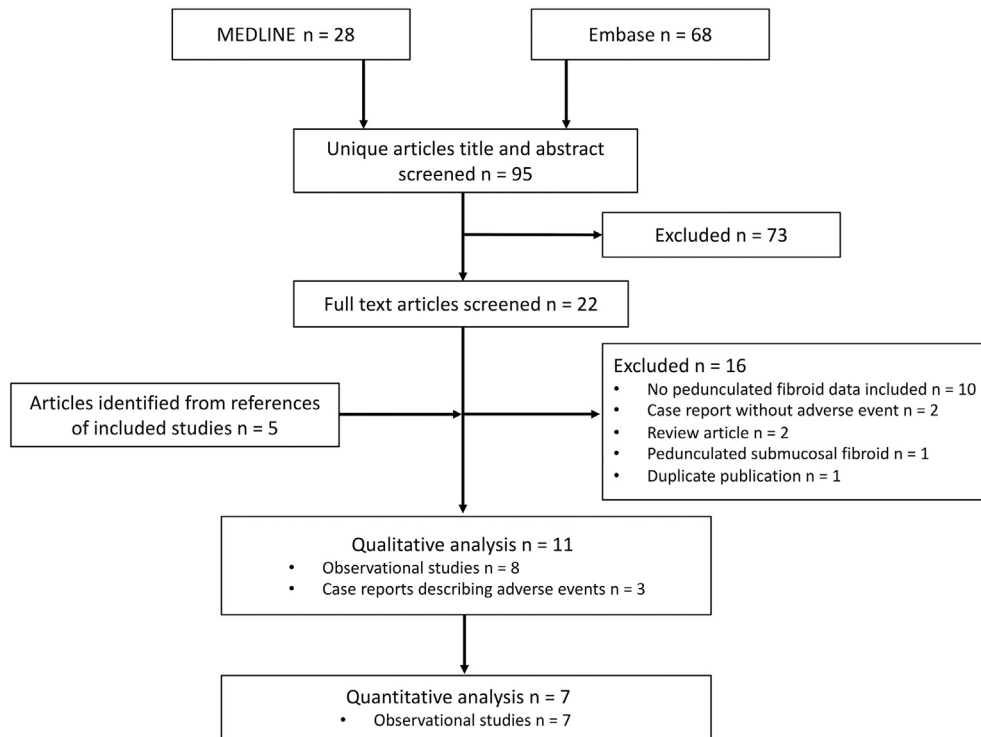 MEDLINE n = 28
Embase n = 68
Unique articles title and abstract
screened n = 95
Excluded n = 73
Full text articles screened n = 22
Excluded n = 16
• No pedunculated fibroid data included n = 10
• Case report without adverse event n = 2
• Review article n = 2
• Pedunculated submucosal fibroid n = 1
• Duplicate publication n = 1
Articles identified from references
of included studies n = 5
Qualitative analysis n = 11
• Observational studies n = 8
• Case reports describing adverse events n = 3
Quantitative analysis n = 7
• Observational studies n = 7